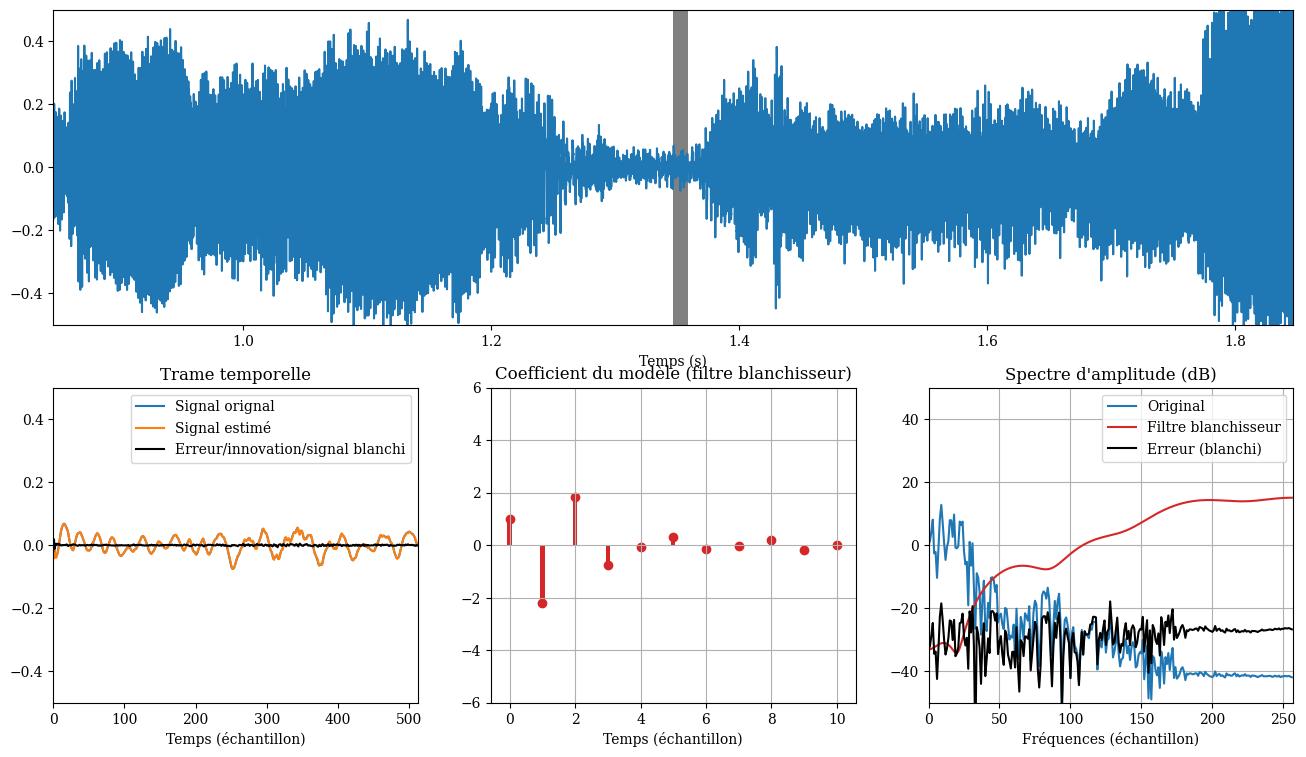 0.4
0.2
0.0
−0.2
−0.4
1.0 1.2 1.4 1.6 1.8
Temps (s)
Trame temporelle
0.4
0.2
0.0
−0.2
−0.4
Signal orignal
Signal estimé
Erreur/innovation/signal blanchi
0 100 200 300 400 500
Temps (échantillon)
Coefficient du modèle (filtre blanchisseur)
6
4
2
0
−2
−4
−6
0 2 4 6 8 10
Temps (échantillon)
Spectre d'amplitude (dB)
40
20
0
−20
−40
Original
Filtre blanchisseur
Erreur (blanchi)
0 50 100 150 200 250
Fréquences (échantillon)